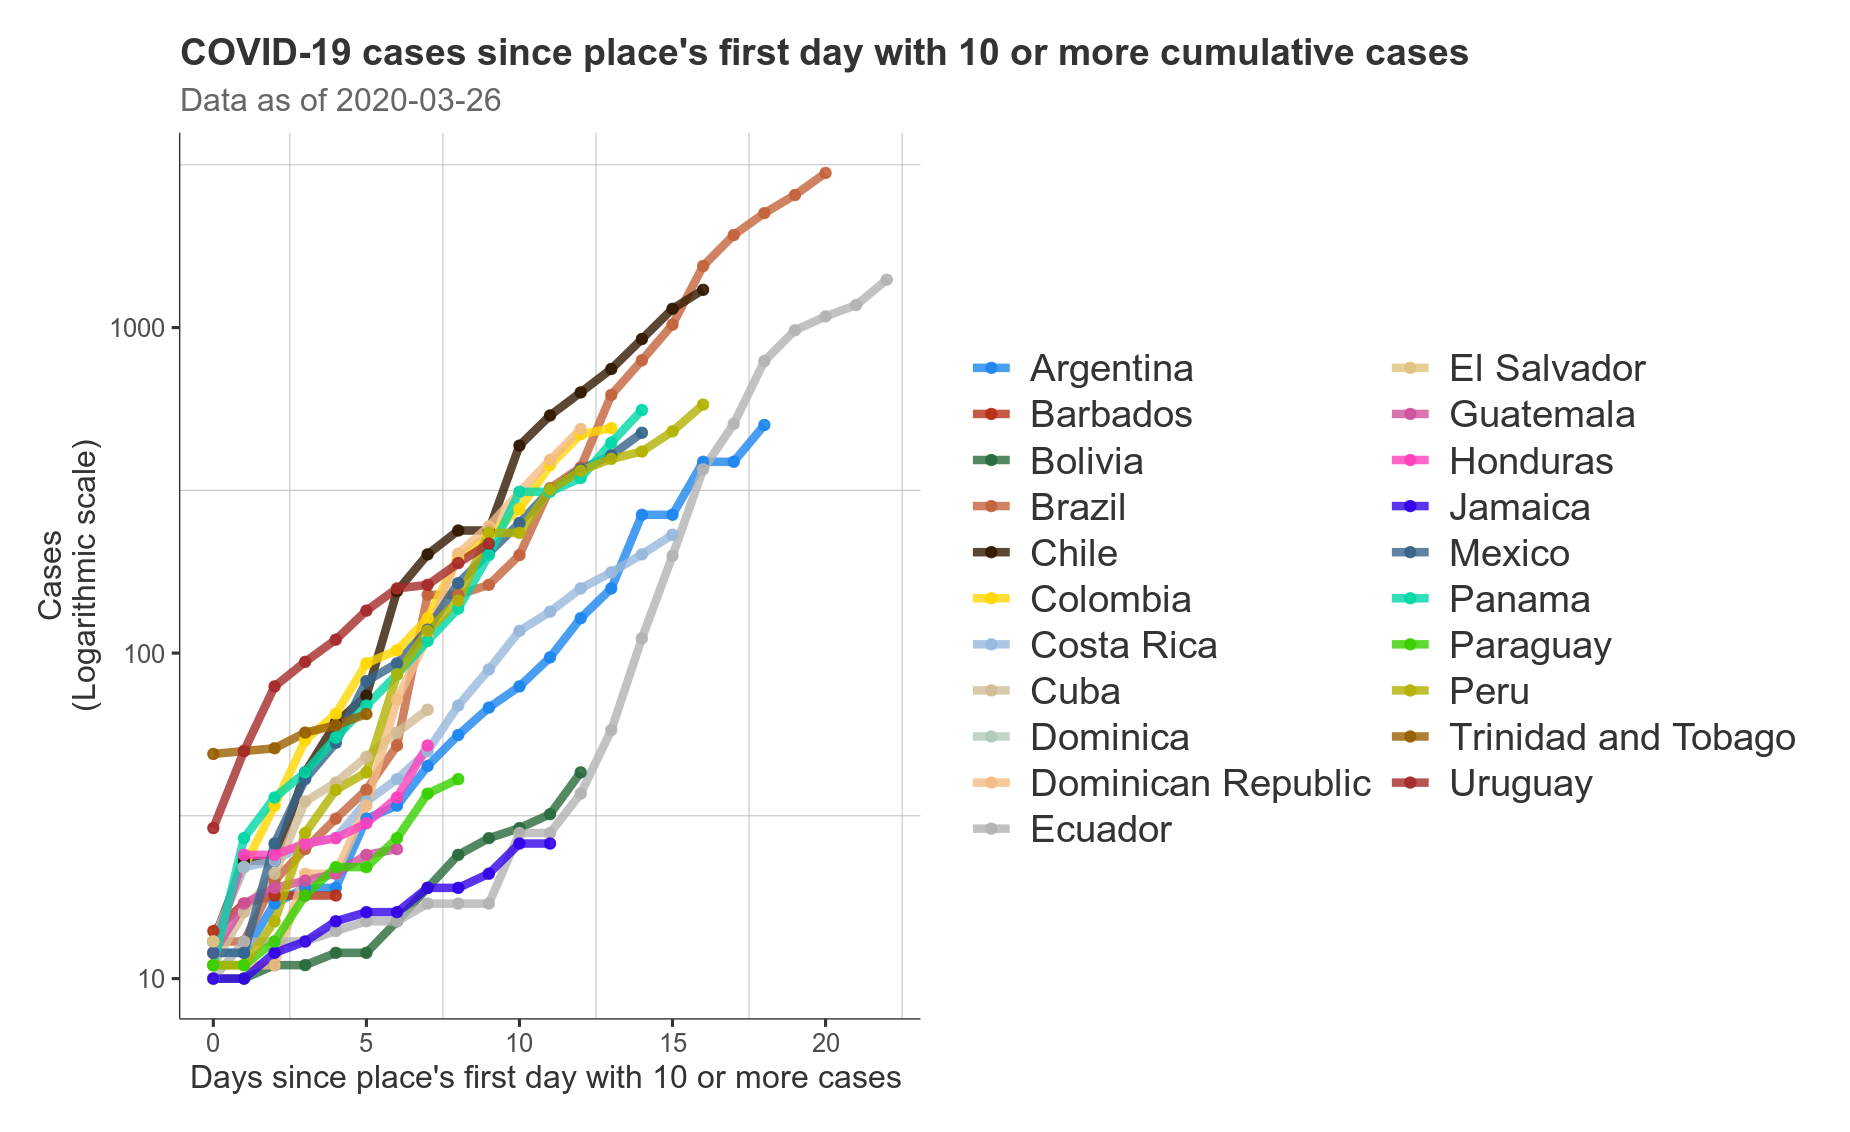 COVID-19 cases since place's first day with 10 or more cumulative cases
Data as of 2020-03-26
Cases
(Logarithmic scale)
1000
100
10
0
5
10
15
20
Days since place's first day with 10 or more cases
Argentina
Barbados
Bolivia
Brazil
Chile
Colombia
Costa Rica
Cuba
Dominica
Dominican Republic
Ecuador
El Salvador
Guatemala
Honduras
Jamaica
Mexico
Panama
Paraguay
Peru
Trinidad and Tobago
Uruguay